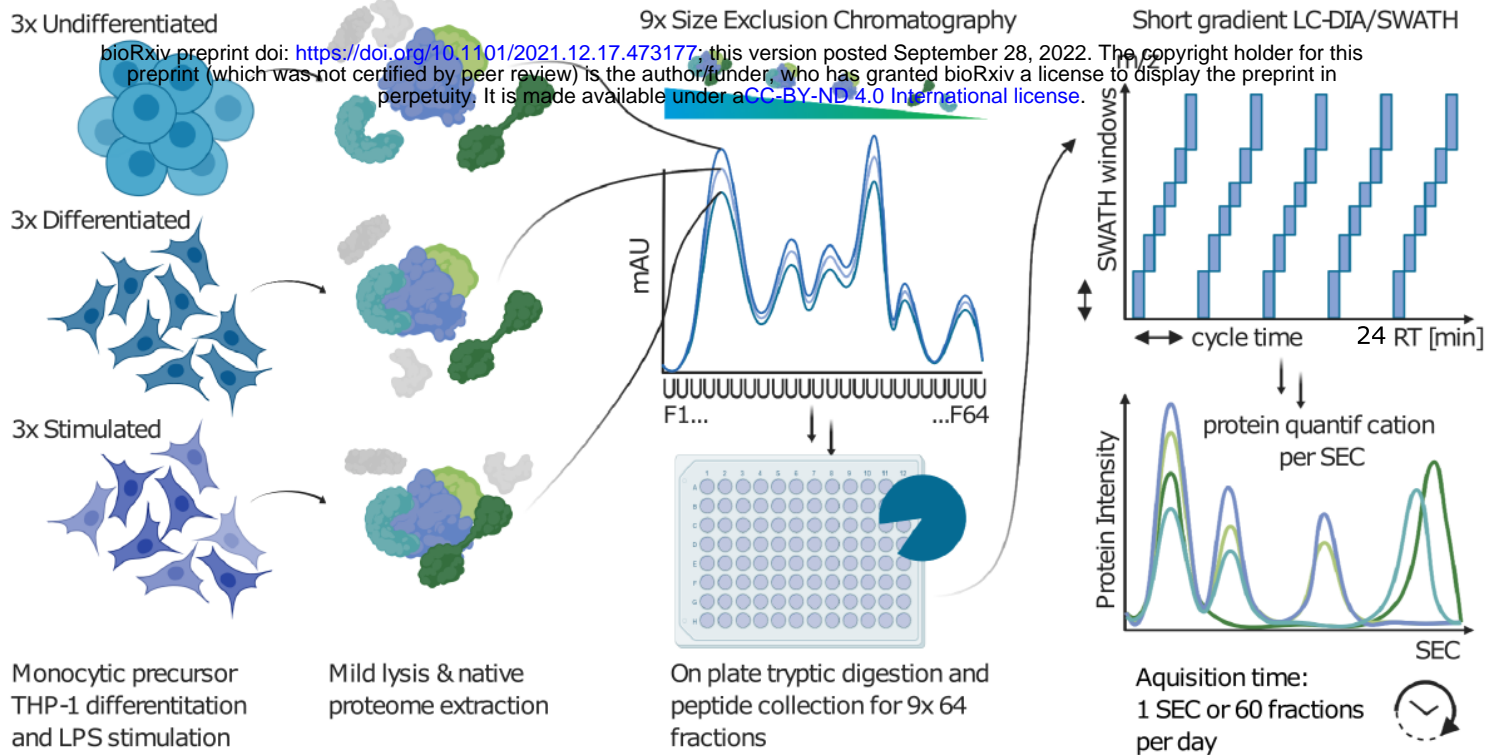 3x Undifferentiated
9x Size Exclusion Chromatography
Short gradient LC-DIA/SWATH
bioRxiv preprint doi: https://doi.org/10.1101/2021.12.17.473177; this version posted September 28, 2022. The copyright holder for this
preprint (which was not certified by peer review) is the author/funder, who has granted bioRxiv a license to display the preprint in
perpetuity. It is made available under aCC-BY-ND 4.0 International license.
m/z
SWATH windows
cycle time
24 RT [min]
3x Differentiated
mAU
F1...
...F64
3x Stimulated
1 2 3 4 5 6 7 8 9 10 11 12
A
B
C
D
E
F
G
H
protein quantif cation
per SEC
Protein Intensity
SEC
Monocytic precursor
THP-1 differentitation
and LPS stimulation
Mild lysis & native
proteome extraction
On plate tryptic digestion and
peptide collection for 9x 64
fractions
Aquisition time:
1 SEC or 60 fractions
per day